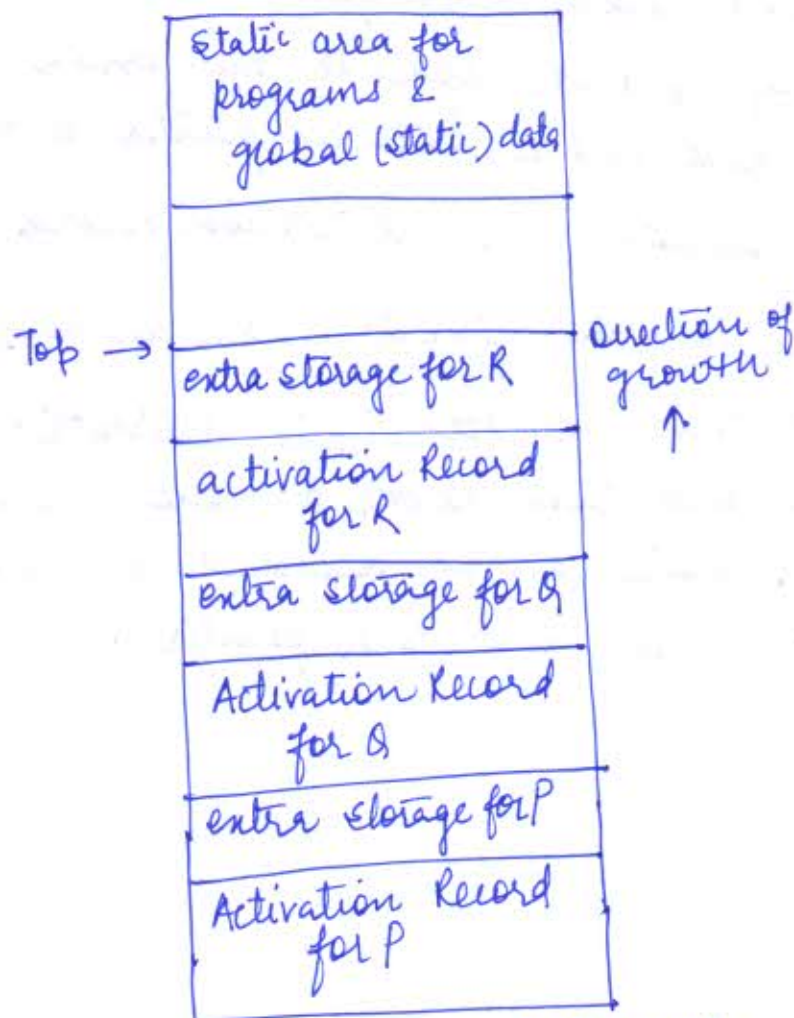 static area for
programs &
global (static) data
Top →
Direction of
growth
↑
extra storage for R
activation Record
for R
extra storage for Q
Activation Record
for Q
extra storage for P
Activation Record
for P